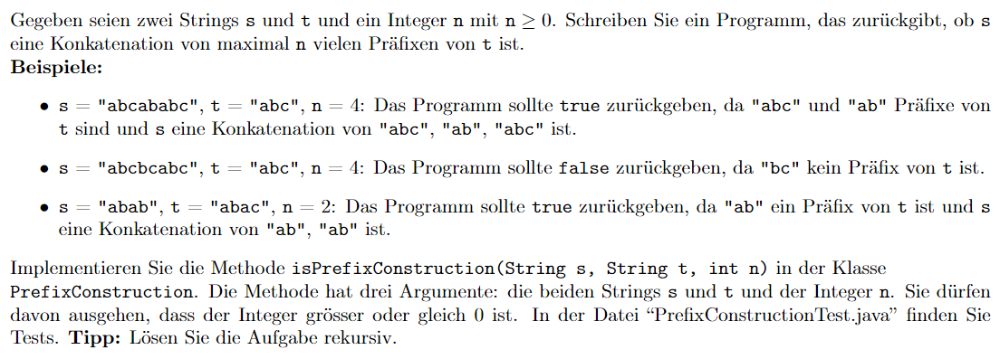 Gegeben seien zwei Strings s und t und ein Integer n mit n ≥ 0. Schreiben Sie ein Programm, das zurückgibt, ob s
eine Konkatenation von maximal n vielen Präfixen von t ist.
Beispiele:
• s = "abcababc", t = "abc", n = 4: Das Programm sollte true zurückgeben, da "abc" und "ab" Präfixe von
t sind und s eine Konkatenation von "abc", "ab", "abc" ist.
• s = "abcbcabc", t = "abc", n = 4: Das Programm sollte false zurückgeben, da "bc" kein Präfix von t ist.
• s = "abab", t = "abac", n = 2: Das Programm sollte true zurückgeben, da "ab" ein Präfix von t ist und s
eine Konkatenation von "ab", "ab" ist.
Implementieren Sie die Methode isPrefixConstruction(String s, String t, int n) in der Klasse
PrefixConstruction. Die Methode hat drei Argumente: die beiden Strings s und t und der Integer n. Sie dürfen
davon ausgehen, dass der Integer grösser oder gleich 0 ist. In der Datei “PrefixConstructionTest.java” finden Sie
Tests. Tipp: Lösen Sie die Aufgabe rekursiv.